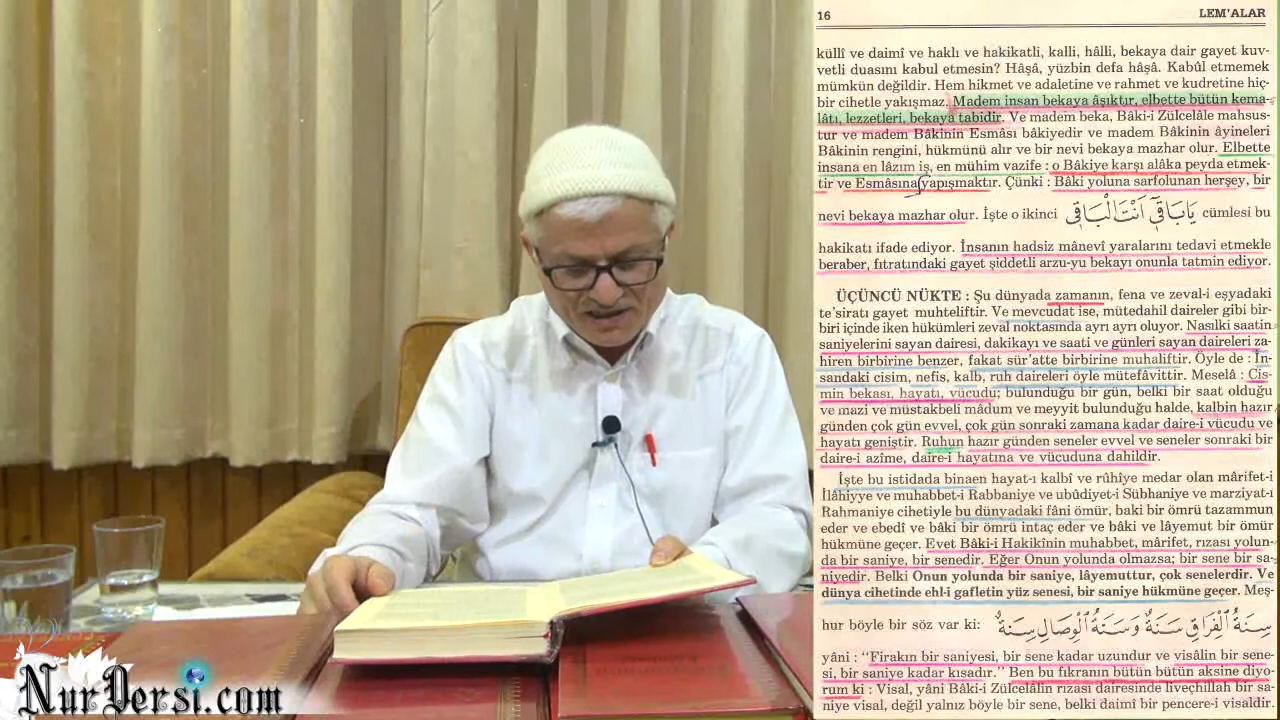 16
LEM'ALAR
küllî ve daimî ve haklı ve hakikatli, kalli, hâlli, bekaya dair gayet kuv-
vetli duasını kabul etmesin? Hâşâ, yüzbin defa hâşâ. Kabûl etmemek
mümkün değildir. Hem hikmet ve adaletine ve rahmet ve kudretine hiç-
bir cihetle yakışmaz. Madem insan bekaya âşıktır, elbette bütün kema-
lâtı, lezzetleri, bekaya tabidir. Ve madem beka, Bâki-i Zülcelâle mahsus-
tur ve madem Bâkinin Esmâsı bâkiyedir ve madem Bâkinin âyineleri
Bâkinin rengini, hükmünü alır ve bir nevi bekaya mazhar olur. Elbette
insana en lâzım iş, en mühim vazife : o Bâkiye karşı alâka peyda etmek-
tir ve Esmâsına yapışmaktır. Çünki : Bâki yoluna sarfolunan herşey, bir
nevi bekaya mazhar olur. İşte o ikinci يَا بَاقٖى اَنْتَ الْبَاقٖى cümlesi bu
hakikatı ifade ediyor. İnsanın hadsiz mânevî yaralarını tedavi etmekle
beraber, fıtratındaki gayet şiddetli arzu-yu bekayı onunla tatmin ediyor.
ÜÇÜNCÜ NÜKTE : Şu dünyada zamanın, fena ve zeval-i eşyadaki
te'siratı gayet muhteliftir. Ve mevcudat ise, mütedahil daireler gibi bir-
biri içinde iken hükümleri zeval noktasında ayrı ayrı oluyor. Nasılki saatin
saniyelerini sayan dairesi, dakikayı ve saati ve günleri sayan daireleri za-
hiren birbirine benzer, fakat sür'atte birbirine muhaliftir. Öyle de : İn-
sandaki cisim, nefis, kalb, ruh daireleri öyle mütefâvittir. Meselâ : Cis-
min bekası, hayatı, vücudu; bulunduğu bir gün, belki bir saat olduğu
ve mazi ve müstakbeli mâdum ve meyyit bulunduğu halde, kalbin hazır
günden çok gün evvel, çok gün sonraki zamana kadar daire-i vücudu ve
hayatı geniştir. Ruhun hazır günden seneler evvel ve seneler sonraki bir
daire-i azîme, daire-i hayatına ve vücuduna dahildir.
İşte bu istidada binaen hayat-ı kalbî ve rûhîye medar olan mârifet-i
İlâhiyye ve muhabbet-i Rabbaniye ve ubûdiyet-i Sübhaniye ve marziyat-ı
Rahmaniye cihetiyle bu dünyadaki fâni ömür, baki bir ömrü tazammun
eder ve ebedî ve bâki bir ömrü intaç eder ve bâki ve lâyemut bir ömür
hükmüne geçer. Evet Bâki-i Hakikînin muhabbet, mârifet, rızası yolun-
da bir saniye, bir senedir. Eğer Onun yolunda olmazsa; bir sene bir sa-
niyedir. Belki Onun yolunda bir saniye, lâyemuttur, çok senelerdir. Ve
dünya cihetinde ehl-i gafletin yüz senesi, bir saniye hükmüne geçer. Meş-
hur böyle bir söz var ki: سِنَةُ الْفِرَاقِ سَنَةٌ وَسَنَةُ الْوِصَالِ سِنَةٌ
yâni : "Firakın bir saniyesi, bir sene kadar uzundur ve visâlin bir sene-
si, bir saniye kadar kısadır." Ben bu fıkranın bütün bütün aksine diyo-
rum ki : Visal, yâni Bâki-i Zülcelâlin rızası dairesinde livechillah bir sa-
niye visal, değil yalnız böyle bir sene, belki daimî bir pencere-i visaldir.
NurDersi.com